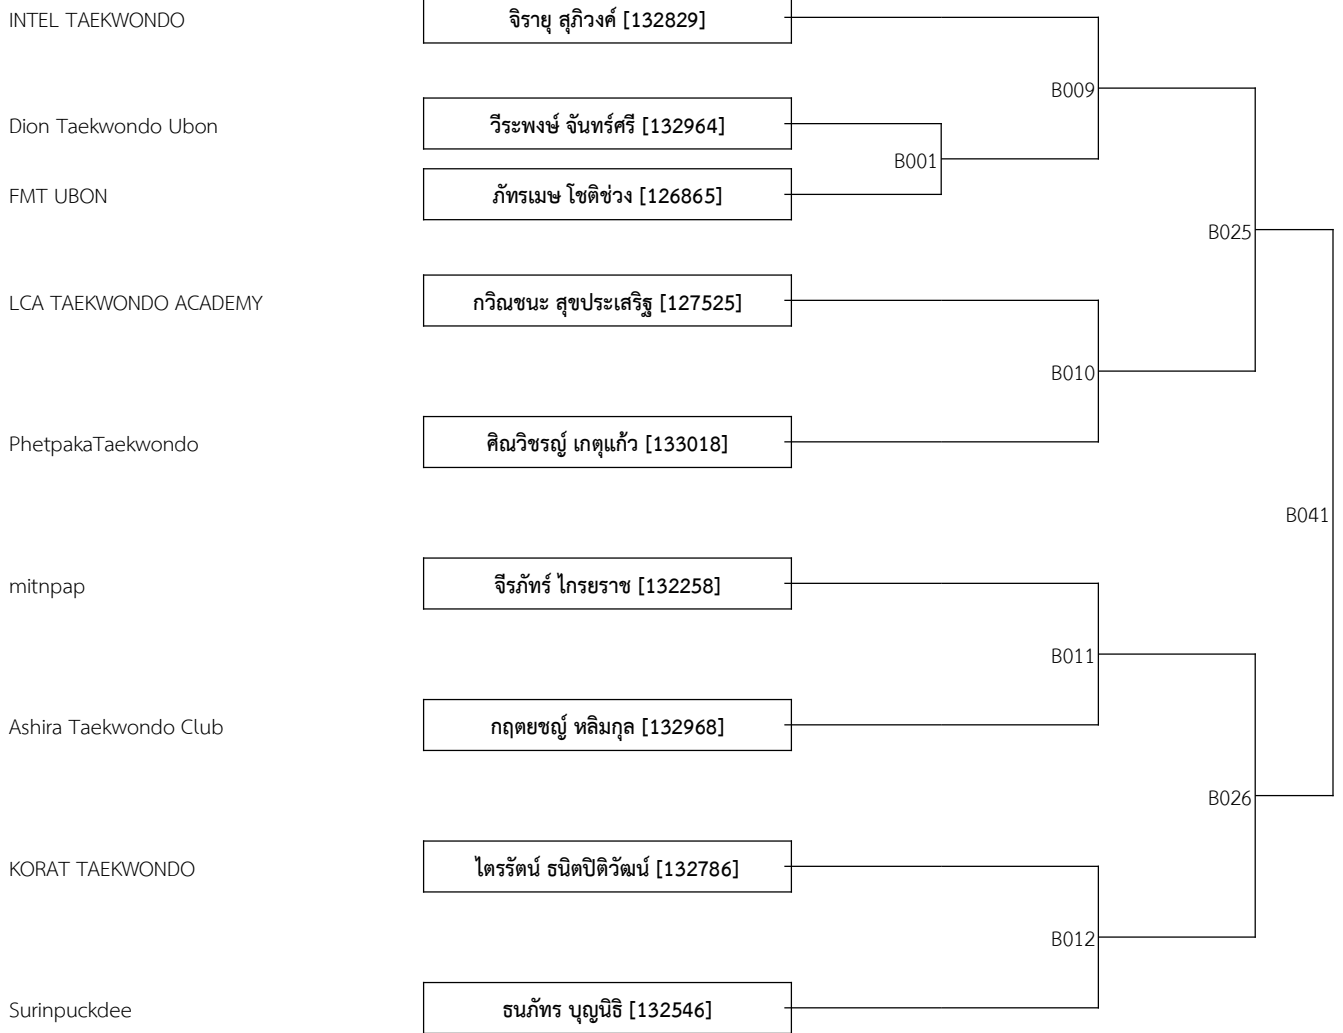 INTEL TAEKWONDO
จิรายุ สุภิวงค์ [132829]
B009
Dion Taekwondo Ubon
วีระพงษ์ จันทร์ศรี [132964]
B001
FMT UBON
ภัทรเมษ โชติช่วง [126865]
B025
LCA TAEKWONDO ACADEMY
กวิณชนะ สุขประเสริฐ [127525]
B010
PhetpakaTaekwondo
ศิณวิชรญ์ เกตุแก้ว [133018]
B041
mitnpap
จีรภัทร์ ไกรยราช [132258]
B011
Ashira Taekwondo Club
กฤตยชญ์ หลิมกุล [132968]
B026
KORAT TAEKWONDO
ไตรรัตน์ ธนิตปิติวัฒน์ [132786]
B012
Surinpuckdee
ธนภัทร บุญนิธิ [132546]